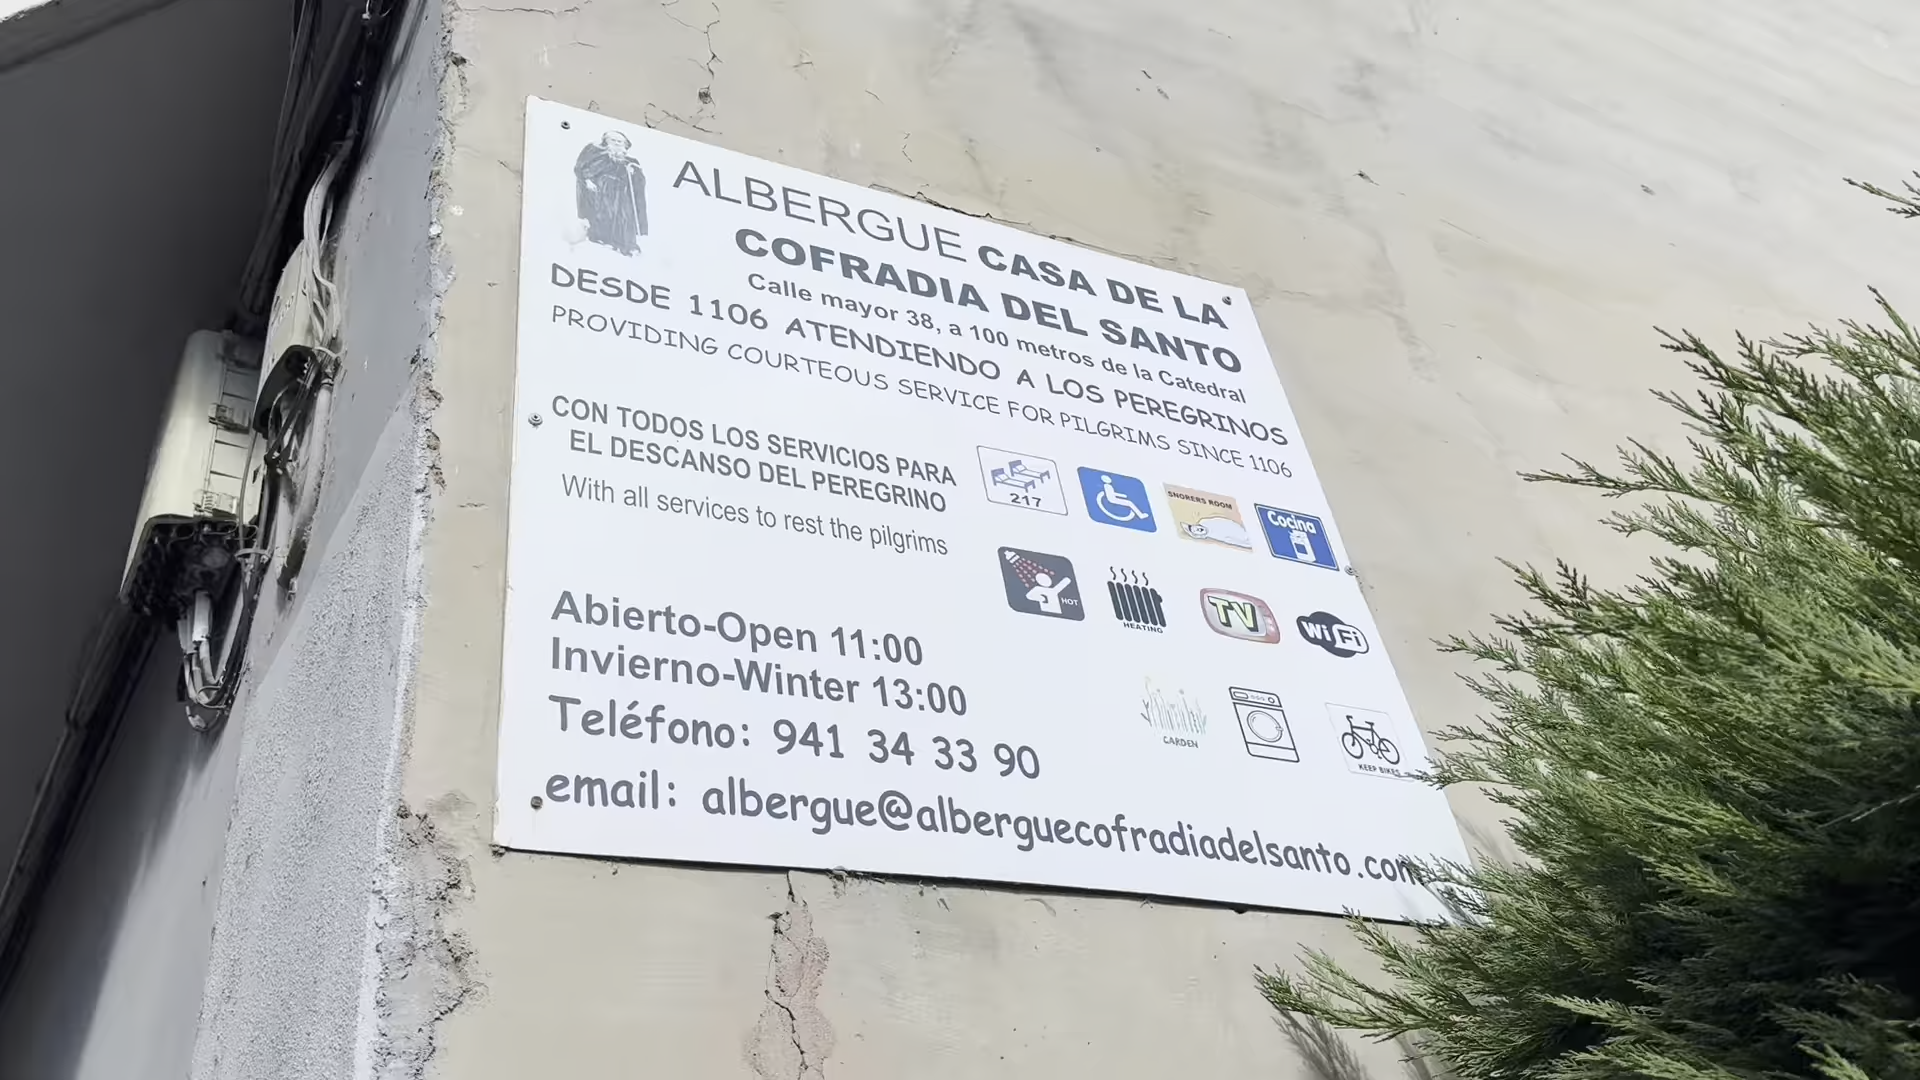 ALBERGUE CASA DE LA
COFRADIA DEL SANTO
Calle mayor 38, a 100 metros de la Catedral
DESDE 1106 ATENDIENDO A LOS PEREGRINOS
PROVIDING COURTEOUS SERVICE FOR PILGRIMS SINCE 1106
CON TODOS LOS SERVICIOS PARA
EL DESCANSO DEL PEREGRINO
With all services to rest the pilgrims
217
SNORERS ROOM
Cocina
HOT
HEATING
TV
WiFi
GARDEN
KEEP BIKES
Abierto-Open 11:00
Invierno-Winter 13:00
Teléfono: 941 34 33 90
email: albergue@alberguecofradiadelsanto.com